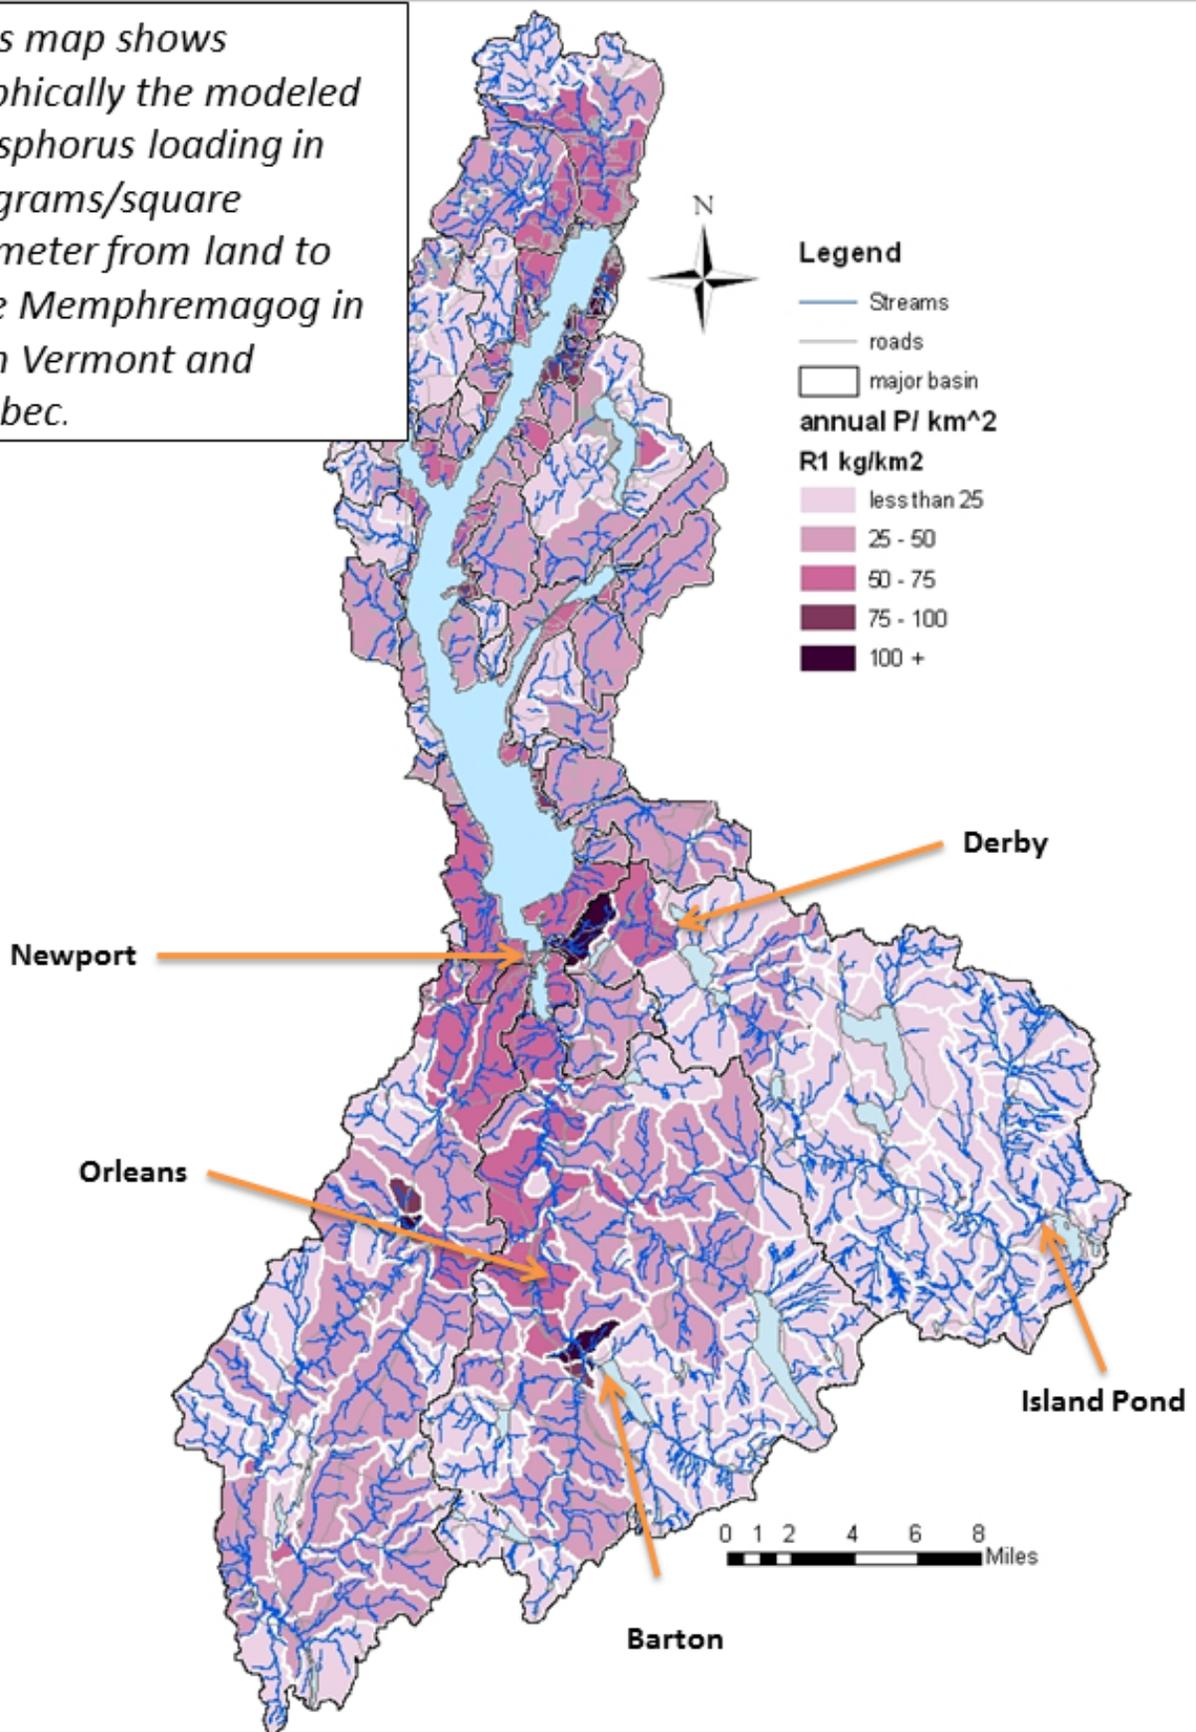 s map shows
phically the modeled
sphorus loading in
grams/square
meter from land to
e Memphremagog in
n Vermont and
bec.
N
Legend
Streams
roads
major basin
annual P/ km^2
R1 kg/km2
less than 25
25 - 50
50 - 75
75 - 100
100 +
Derby
Newport
Orleans
Island Pond
0 1 2 4 6 8
Miles
Barton